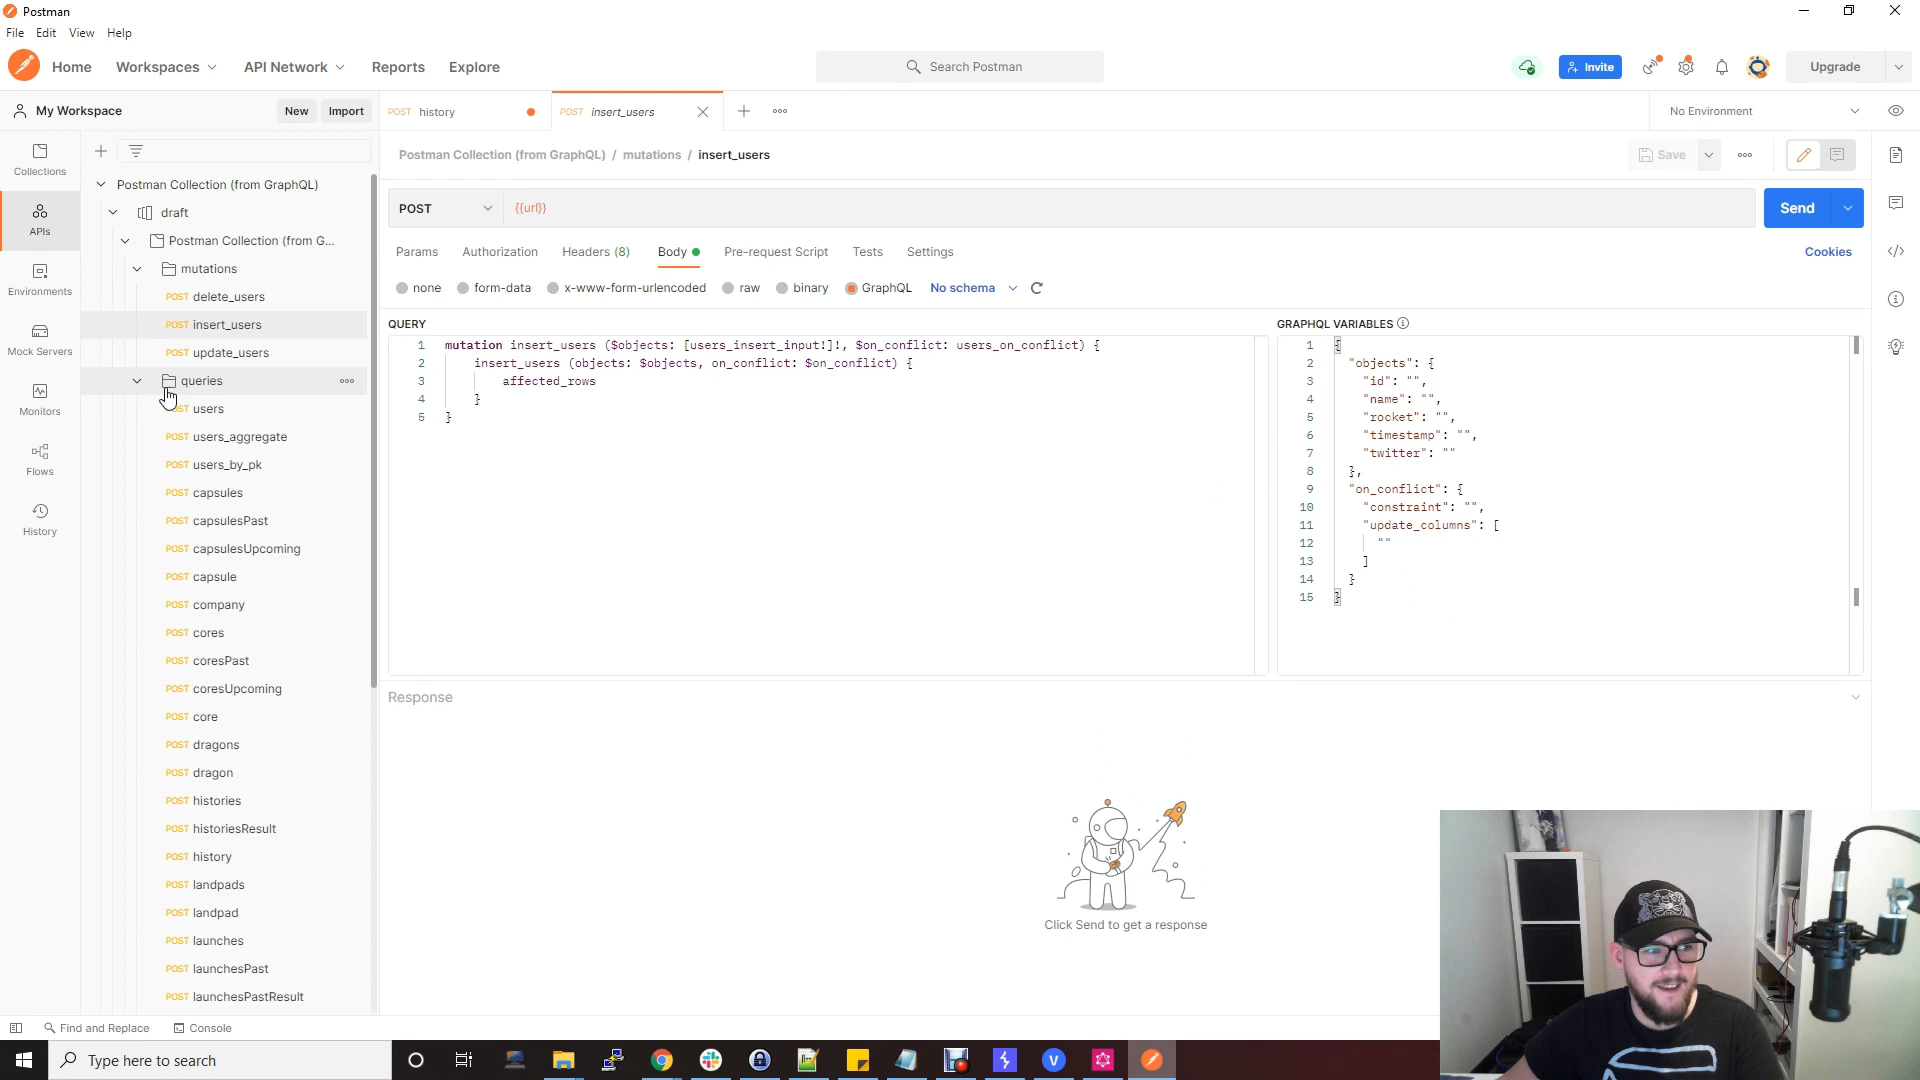 Postman
File Edit View Help
Home Workspaces API Network Reports Explore
Search Postman
Invite
Upgrade
My Workspace
New Import
POST history
POST insert_users
No Environment
Collections
APIs
Environments
Mock Servers
Monitors
Flows
History
Postman Collection (from GraphQL)
draft
Postman Collection (from G...
mutations
POST delete_users
POST insert_users
POST update_users
queries
users
POST users_aggregate
POST users_by_pk
POST capsules
POST capsulesPast
POST capsulesUpcoming
POST capsule
POST company
POST cores
POST coresPast
POST coresUpcoming
POST core
POST dragons
POST dragon
POST histories
POST historiesResult
POST history
POST landpads
POST landpad
POST launches
POST launchesPast
POST launchesPastResult
Postman Collection (from GraphQL) / mutations / insert_users
Save
POST
{{url}}
Send
Params Authorization Headers (8) Body Pre-request Script Tests Settings
Cookies
none form-data x-www-form-urlencoded raw binary GraphQL No schema
QUERY
1 mutation insert_users ($objects: [users_insert_input!]!, $on_conflict: users_on_conflict) {
2 insert_users (objects: $objects, on_conflict: $on_conflict) {
3 affected_rows
4 }
5 }
GRAPHQL VARIABLES
1 {
2 "objects": {
3 "id": "",
4 "name": "",
5 "rocket": "",
6 "timestamp": "",
7 "twitter": ""
8 },
9 "on_conflict": {
10 "constraint": "",
11 "update_columns": [
12 ""
13 ]
14 }
15 }
Response
Click Send to get a response
Find and Replace Console
Type here to search